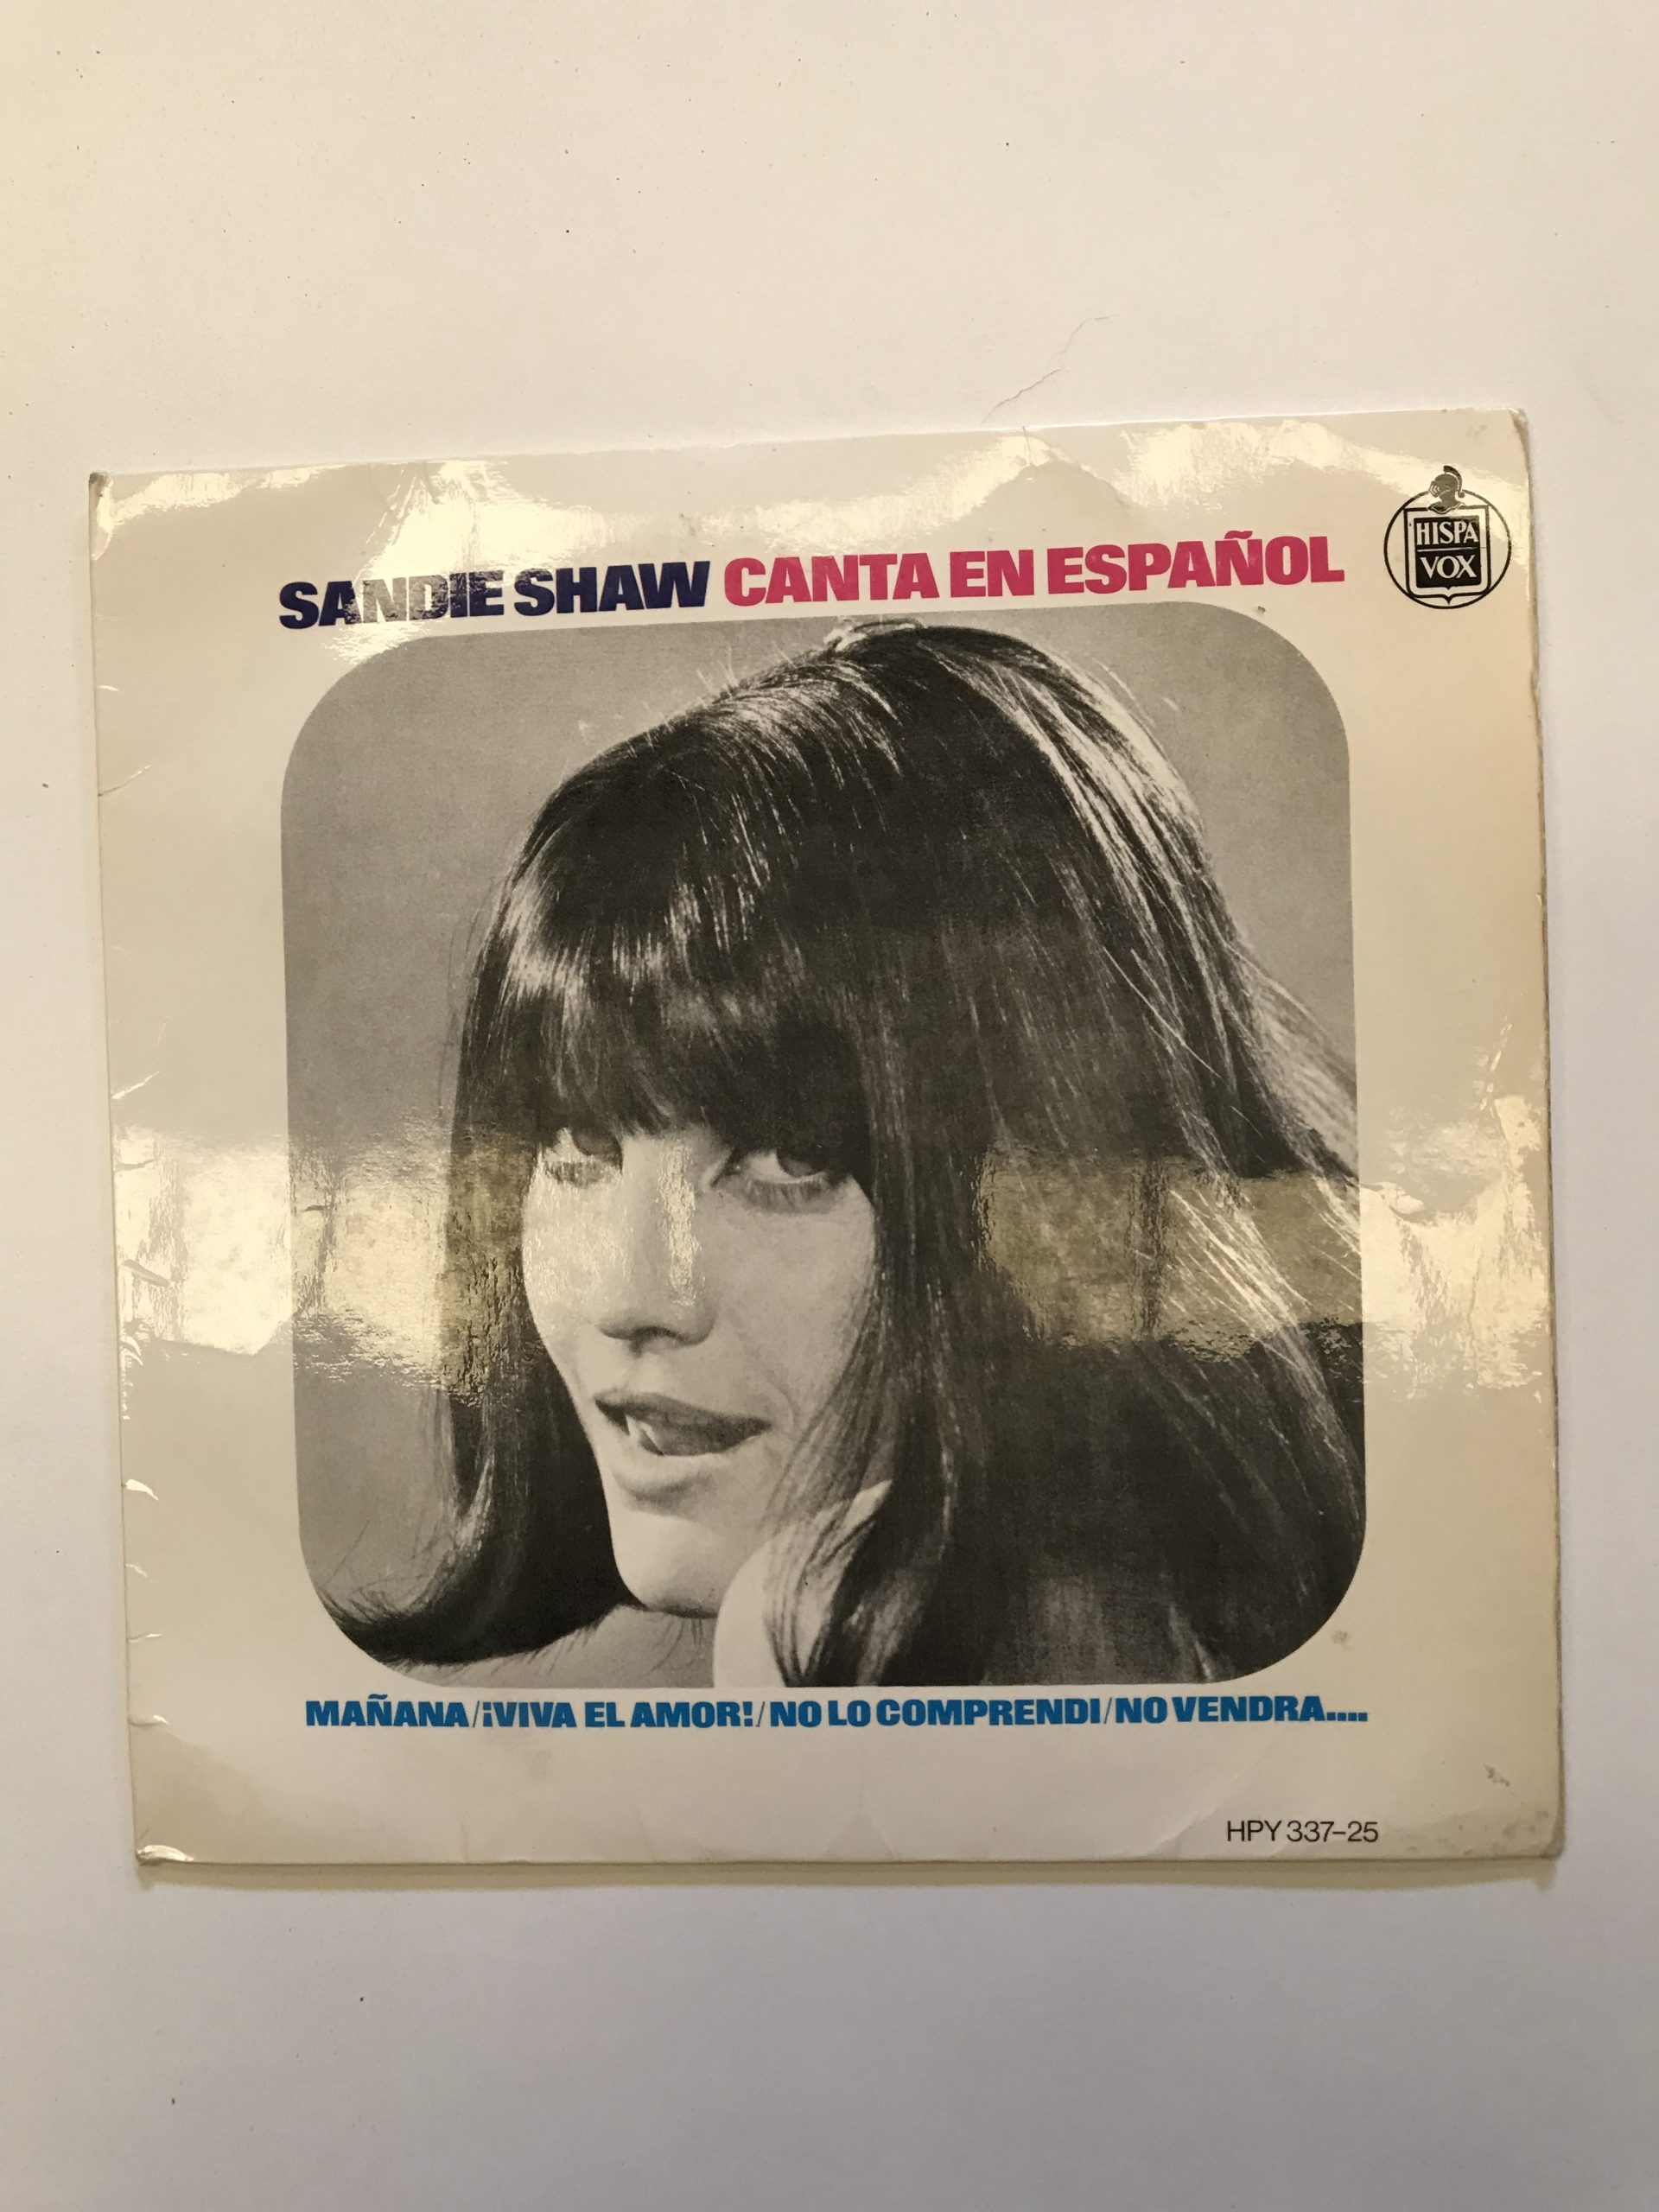 SANDIE SHAW CANTA EN ESPAÑOL
HISPA
VOX
MAÑANA/¡VIVA EL AMOR!/NO LO COMPRENDI/NO VENDRA....
HPY 337-25